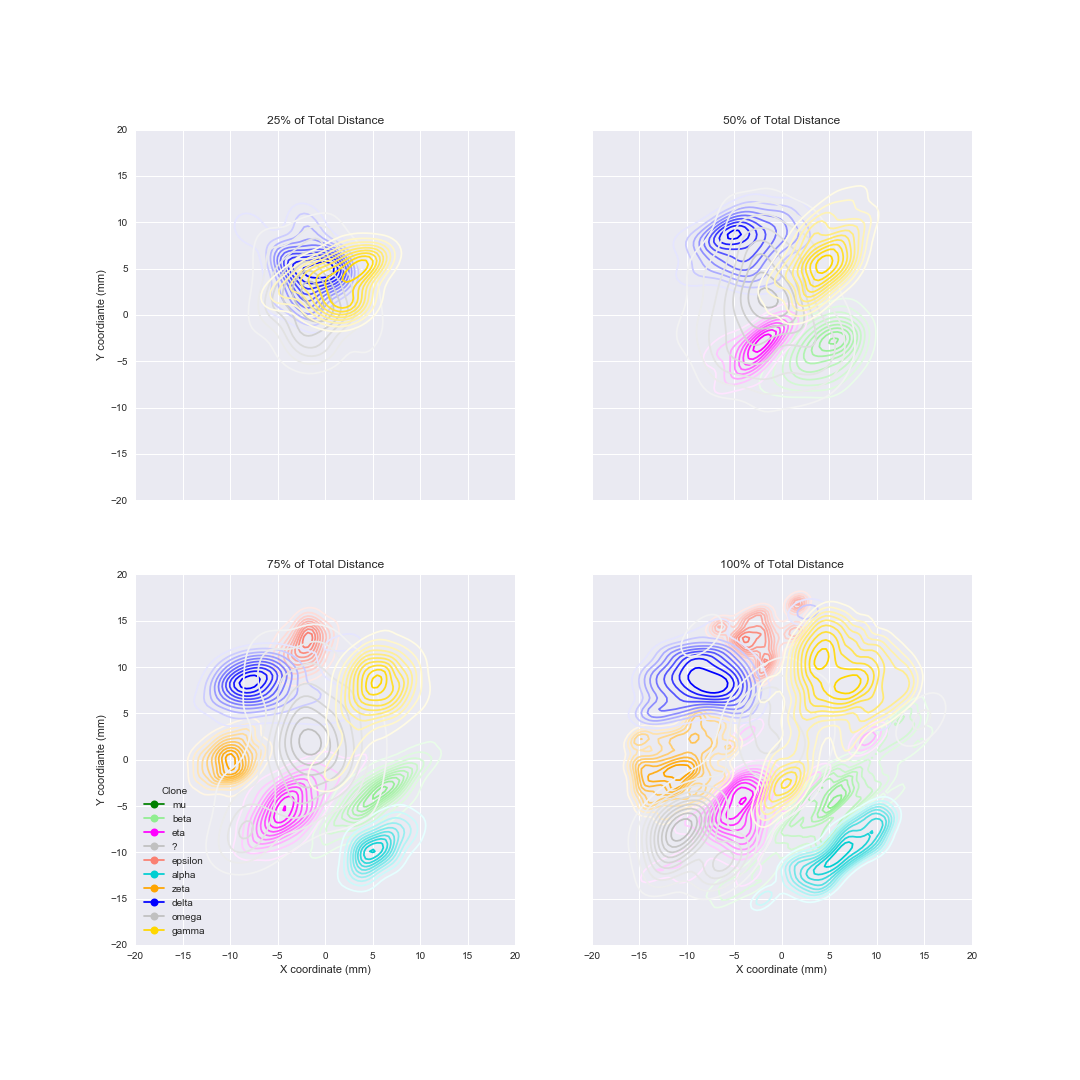 25% of Total Distance
50% of Total Distance
20
15
10
5
0
−5
−10
−15
−20
Y coordiante (mm)
75% of Total Distance
100% of Total Distance
20
15
10
5
0
−5
−10
−15
−20
Y coordiante (mm)
Clone
mu
beta
eta
?
epsilon
alpha
zeta
delta
omega
gamma
−20 −15 −10 −5 0 5 10 15 20
X coordinate (mm)
−20 −15 −10 −5 0 5 10 15 20
X coordinate (mm)